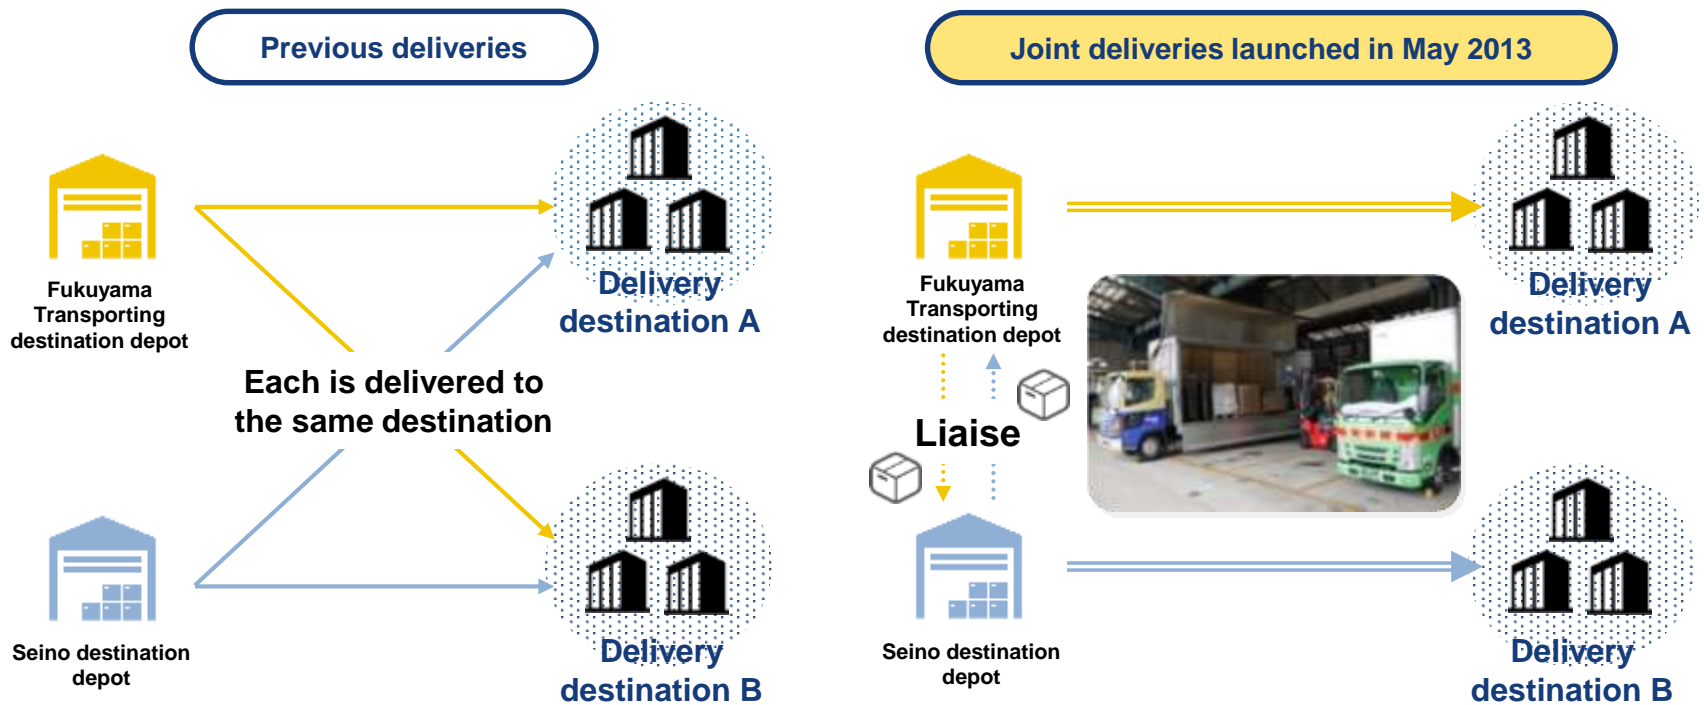 Previous deliveries
Fukuyama
Transporting
destination depot
Delivery
destination A
Each is delivered to
the same destination
Seino destination
depot
Delivery
destination B
Joint deliveries launched in May 2013
Fukuyama
Transporting
destination depot
Delivery
destination A
Liaise
Seino destination
depot
Delivery
destination B